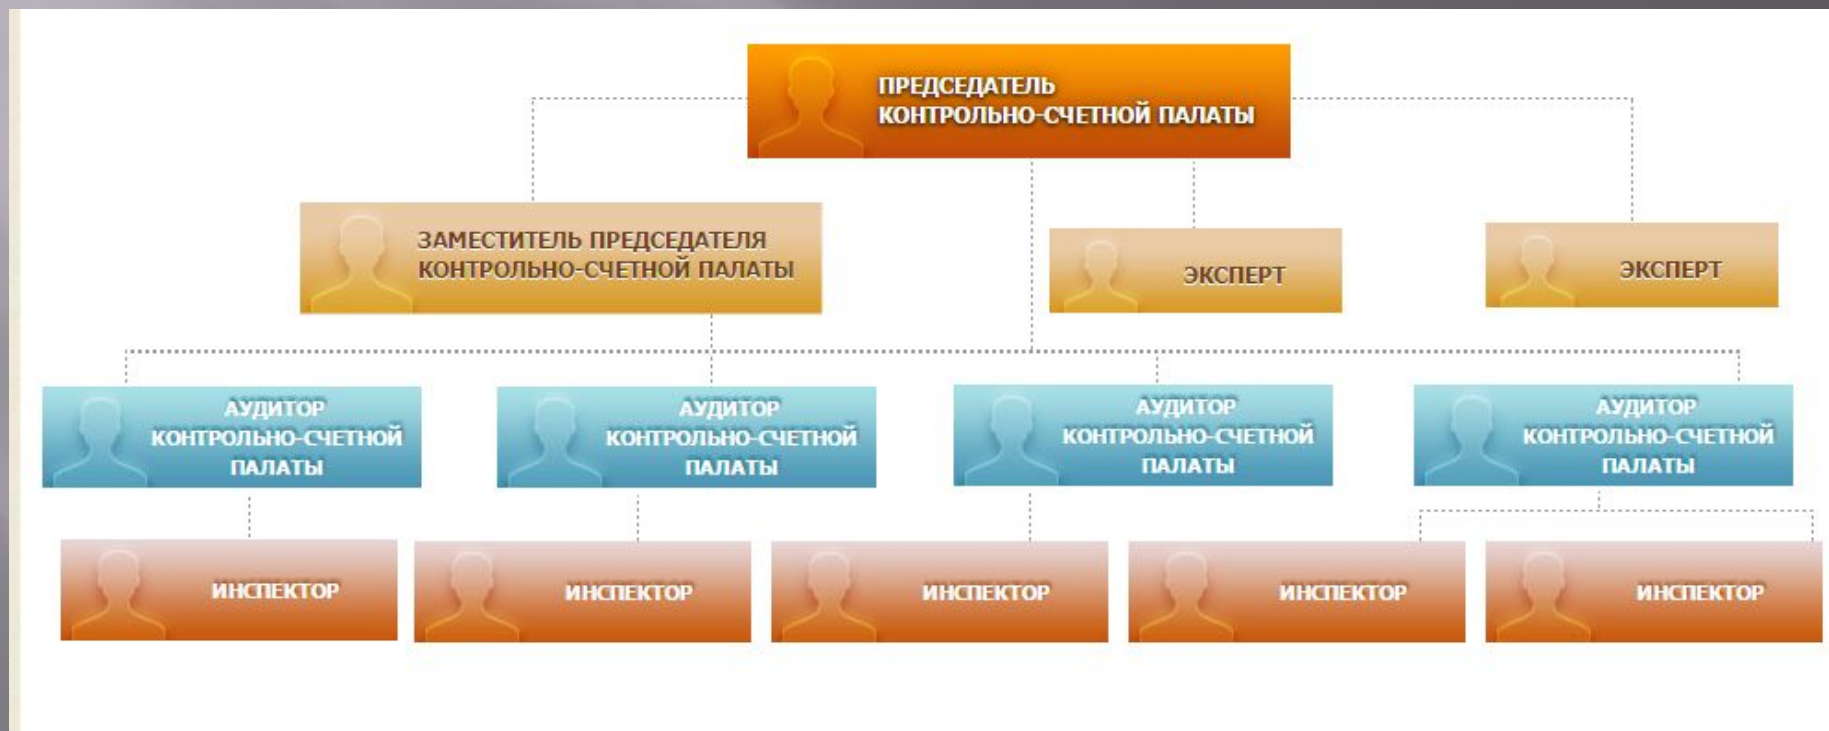 ПРЕДСЕДАТЕЛЬ
КОНТРОЛЬНО-СЧЕТНОЙ ПАЛАТЫ
ЗАМЕСТИТЕЛЬ ПРЕДСЕДАТЕЛЯ
КОНТРОЛЬНО-СЧЕТНОЙ ПАЛАТЫ
ЭКСПЕРТ
ЭКСПЕРТ
АУДИТОР
КОНТРОЛЬНО-СЧЕТНОЙ
ПАЛАТЫ
АУДИТОР
КОНТРОЛЬНО-СЧЕТНОЙ
ПАЛАТЫ
АУДИТОР
КОНТРОЛЬНО-СЧЕТНОЙ
ПАЛАТЫ
АУДИТОР
КОНТРОЛЬНО-СЧЕТНОЙ
ПАЛАТЫ
ИНСПЕКТОР
ИНСПЕКТОР
ИНСПЕКТОР
ИНСПЕКТОР
ИНСПЕКТОР